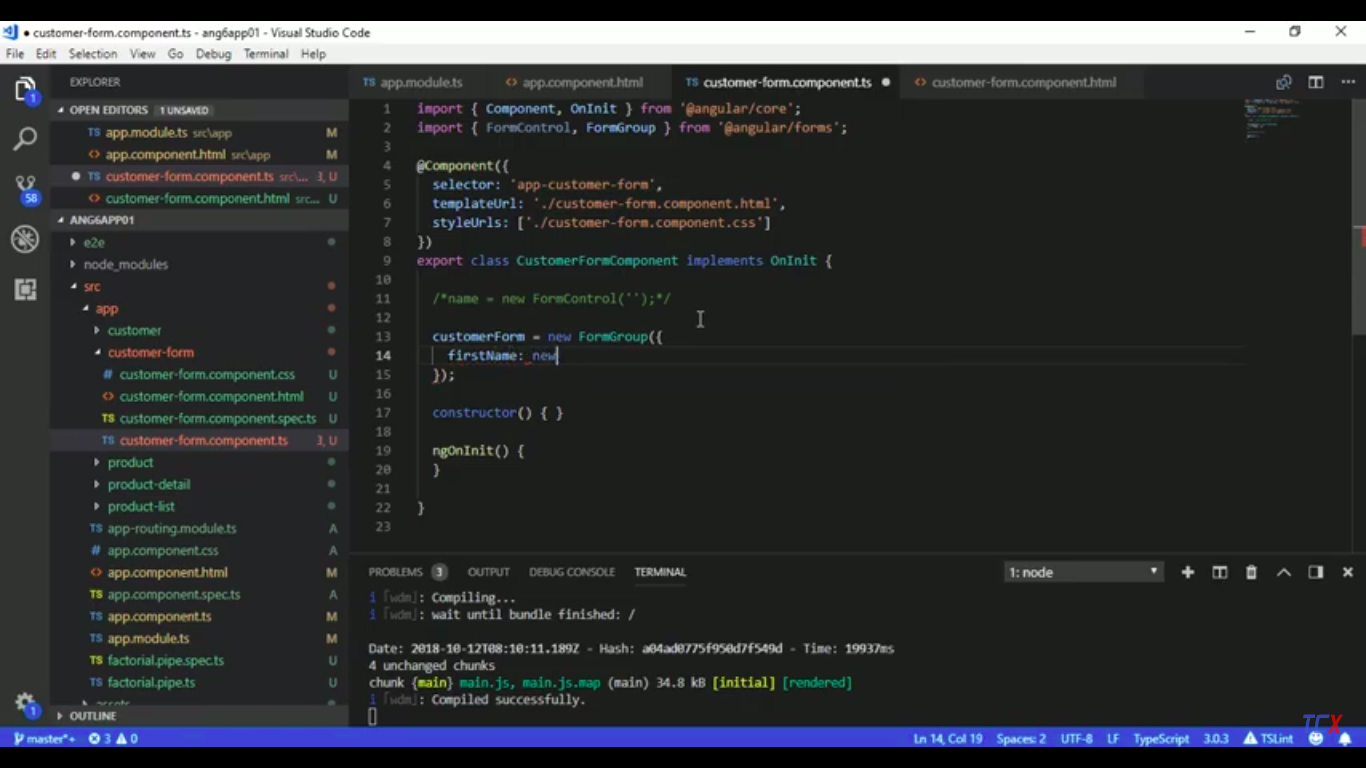 customer-form.component.ts - ang6app01 - Visual Studio Code
File Edit Selection View Go Debug Terminal Help
EXPLORER
OPEN EDITORS 1 UNSAVED
TS app.module.ts src\app M
<> app.component.html src\app M
TS customer-form.component.ts src\... 3, U
<> customer-form.component.html src... U
ANG6APP01
e2e
node_modules
src
app
customer
customer-form
# customer-form.component.css U
<> customer-form.component.html U
TS customer-form.component.spec.ts U
TS customer-form.component.ts 3, U
product
product-detail
product-list
TS app-routing.module.ts A
# app.component.css A
<> app.component.html M
TS app.component.spec.ts A
TS app.component.ts M
TS app.module.ts M
TS factorial.pipe.spec.ts U
TS factorial.pipe.ts U
assets
OUTLINE
1
58
1
TS app.module.ts <> app.component.html TS customer-form.component.ts <> customer-form.component.html
1 import { Component, OnInit } from '@angular/core';
2 import { FormControl, FormGroup } from '@angular/forms';
3
4 @Component({
5 selector: 'app-customer-form',
6 templateUrl: './customer-form.component.html',
7 styleUrls: ['./customer-form.component.css']
8 })
9 export class CustomerFormComponent implements OnInit {
10
11 /*name = new FormControl('');*/
12
13 customerForm = new FormGroup({
14 firstName: new
15 });
16
17 constructor() { }
18
19 ngOnInit() {
20 }
21
22 }
23
PROBLEMS 3 OUTPUT DEBUG CONSOLE TERMINAL 1: node
i ｢wdm｣: Compiling...
i ｢wdm｣: wait until bundle finished: /
Date: 2018-10-12T08:10:11.189Z - Hash: a04ad0775f950d7f549d - Time: 19937ms
4 unchanged chunks
chunk {main} main.js, main.js.map (main) 34.8 kB [initial] [rendered]
i ｢wdm｣: Compiled successfully.
TCX
master*+ 3 0 Ln 14, Col 19 Spaces: 2 UTF-8 LF TypeScript 3.0.3 TSLint